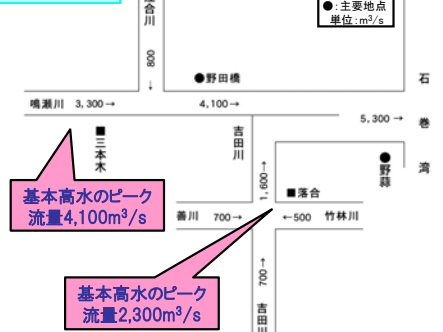 ●:主要地点
単位:m³/s
合川
800→
●野田橋
鳴瀬川 3,300→
4,100→
5,300→
石巻湾
■三本木
吉田川
●野蒜
1,600→
■落合
基本高水のピーク
流量4,100m³/s
善川 700→
←500 竹林川
700→
吉田川
基本高水のピーク
流量2,300m³/s